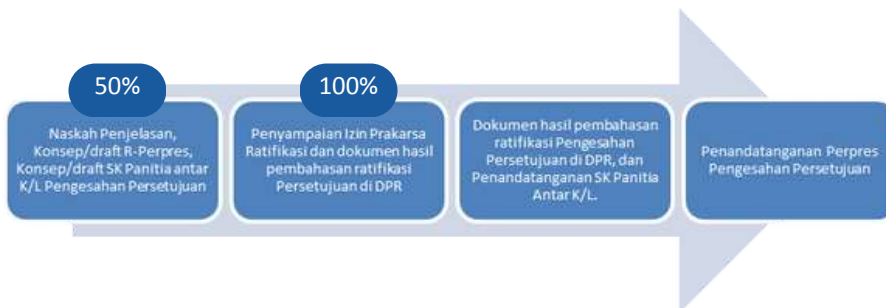 50%
100%
Naskah Penjelasan,
Konsep/draft R-Perpres,
Konsep/draft SK Panitia antar
K/L Pengesahan Persetujuan
Penyampaian Izin Prakarsa
Ratifikasi dan dokumen hasil
pembahasan ratifikasi
Persetujuan di DPR
Dokumen hasil pembahasan
ratifikasi Pengesahan
Persetujuan di DPR, dan
Penandatanganan SK Panitia
Antar K/L.
Penandatanganan Perpres
Pengesahan Persetujuan